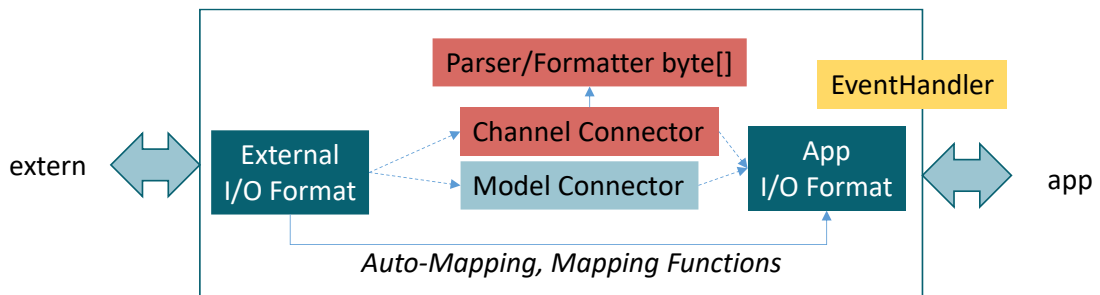 Parser/Formatter byte[]
EventHandler
extern
External
I/O Format
Channel Connector
Model Connector
App
I/O Format
app
Auto-Mapping, Mapping Functions